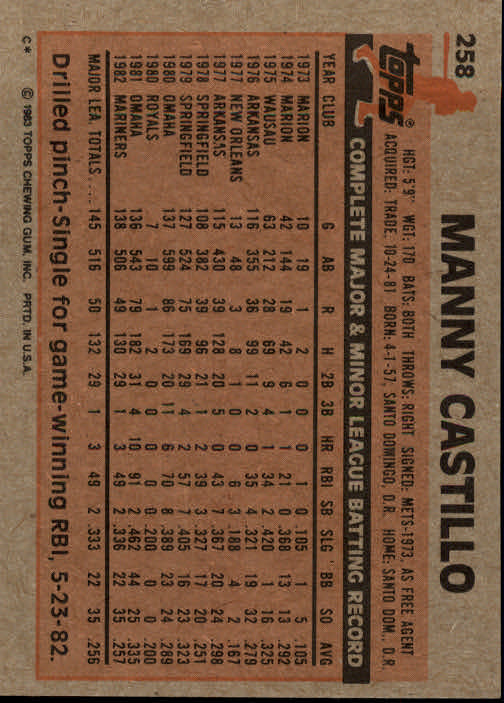 258
topps®
MANNY CASTILLO
HGT: 5'9" WGT: 170 BATS: BOTH THROWS: RIGHT SIGNED: METS-1973, AS FREE AGENT
ACQUIRED: TRADE, 10-24-81 BORN: 4-1-57, SANTO DOMINGO, D.R. HOME: SANTO DOM., D.R.
COMPLETE MAJOR & MINOR LEAGUE BATTING RECORD
YEAR CLUB G AB R H 2B 3B HR RBI SB SLG BB SO AVG
1973 MARION 10 19 1 2 0 0 0 1 0 .105 1 5 .105
1974 MARION 42 144 19 42 6 1 1 21 0 .368 13 13 .292
1975 WAUSAU 63 212 28 69 9 4 1 34 2 .420 1 16 .325
1976 ARKANSAS 116 355 36 99 11 2 0 35 4 .321 19 32 .279
1977 NEW ORLEANS 13 48 3 8 1 0 0 6 3 .188 4 2 .167
1977 ARKANSAS 115 430 39 128 20 5 0 43 7 .367 20 24 .298
1978 SPRINGFIELD 108 382 39 96 21 1 2 39 3 .327 17 20 .251
1979 SPRINGFIELD 127 524 75 169 29 4 2 57 7 .405 16 23 .323
1980 OMAHA 137 599 86 173 20 11 6 70 8 .389 23 24 .289
1980 ROYALS 7 10 1 2 0 0 0 0 0 .200 0 0 .200
1981 OMAHA 136 543 79 182 31 4 10 91 2 .462 44 25 .335
1982 MARINERS 138 506 49 130 29 1 3 49 2 .336 22 35 .257
MAJOR LEA. TOTALS.... 145 516 50 132 29 1 3 49 2 .333 22 35 .256
Drilled pinch-Single for game-winning RBI, 5-23-82.
C* © 1983 TOPPS CHEWING GUM, INC. PRTD. IN U.S.A.